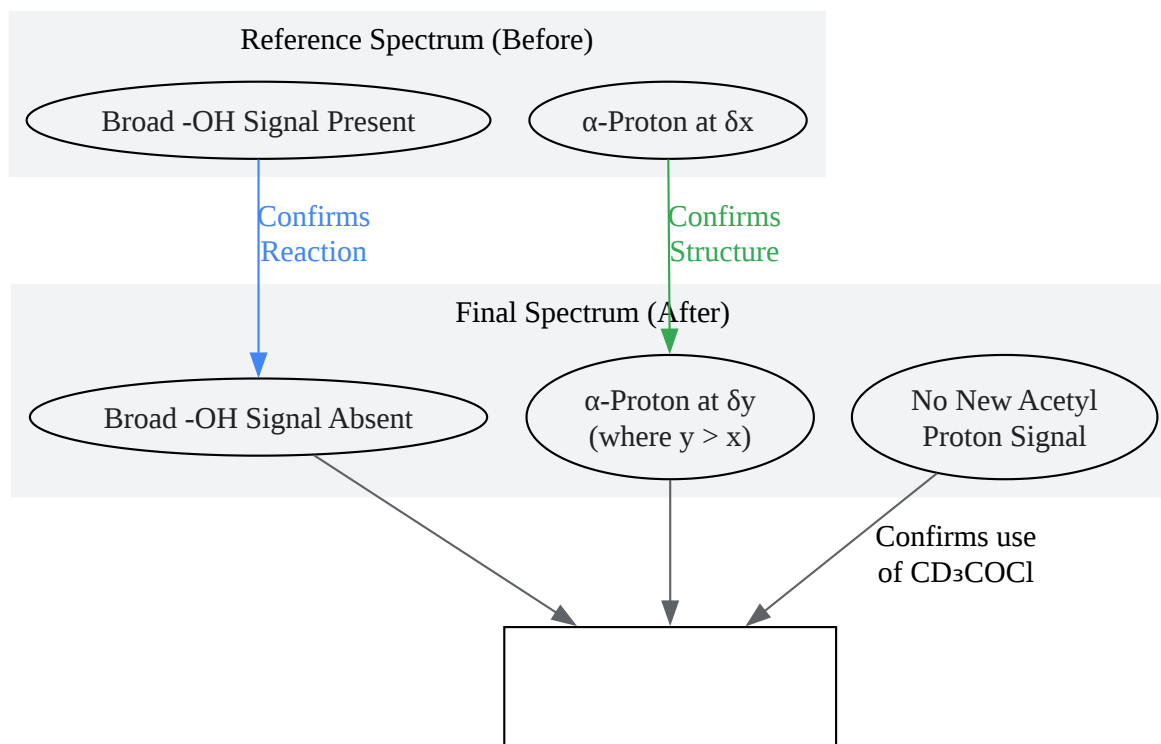 Reference Spectrum (Before)
Broad -OH Signal Present
α-Proton at δx
Confirms
Reaction
Confirms
Structure
Final Spectrum (After)
Broad -OH Signal Absent
α-Proton at δy
(where y > x)
No New Acetyl
Proton Signal
Confirms use
of CD₃COCl